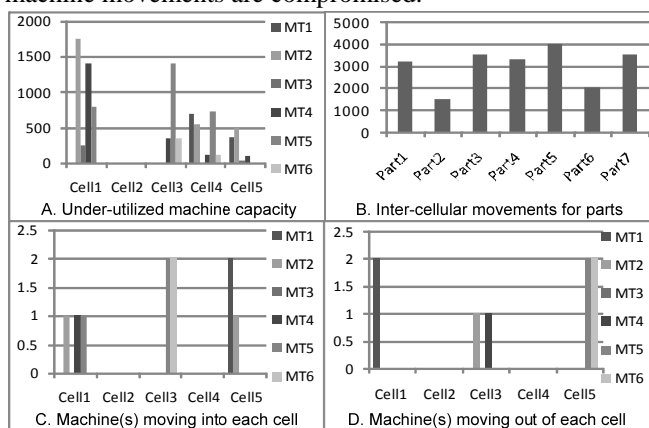 machine movements are compromised.
2000
1500
1000
500
0
Cell1 Cell2 Cell3 Cell4 Cell5
MT1
MT2
MT3
MT4
MT5
MT6
A. Under-utilized machine capacity
5000
4000
3000
2000
1000
0
Part1 Part2 Part3 Part4 Part5 Part6 Part7
B. Inter-cellular movements for parts
2.5
2
1.5
1
0.5
0
Cell1 Cell2 Cell3 Cell4 Cell5
MT1
MT2
MT3
MT4
MT5
MT6
C. Machine(s) moving into each cell
2.5
2
1.5
1
0.5
0
Cell1 Cell2 Cell3 Cell4 Cell5
MT1
MT2
MT3
MT4
MT5
MT6
D. Machine(s) moving out of each cell